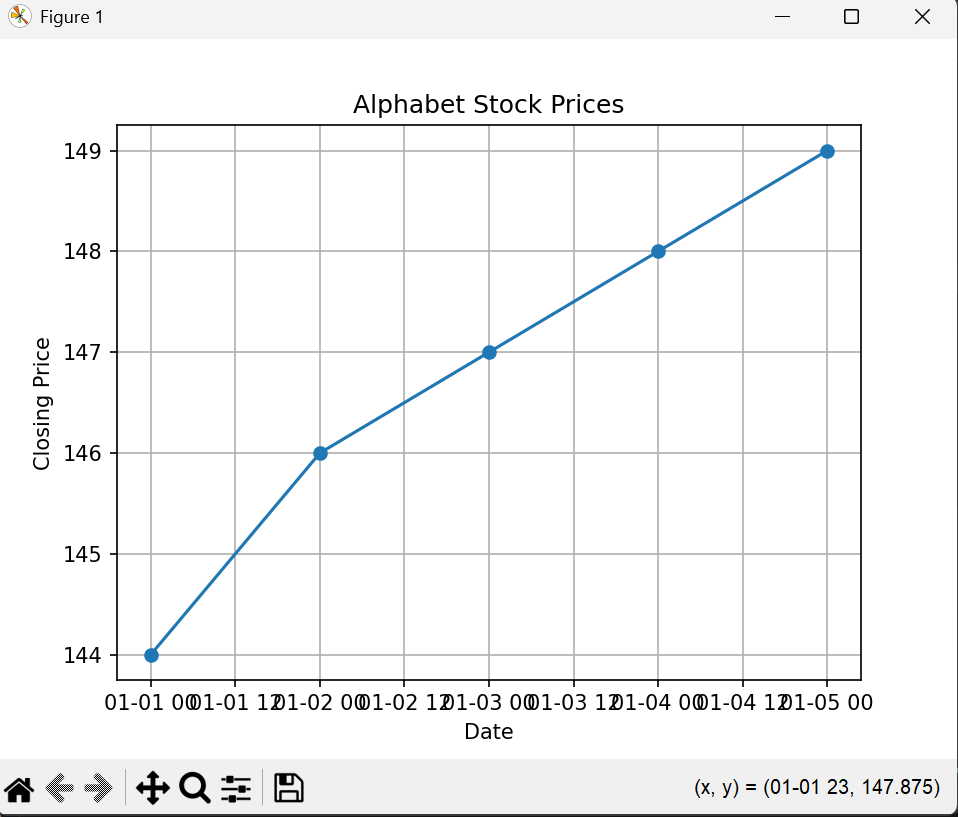 Figure 1
Alphabet Stock Prices
149
148
147
146
145
144
Closing Price
01-01 00 01-01 12 01-02 00 01-02 12 01-03 00 01-03 12 01-04 00 01-04 12 01-05 00
Date
(x, y) = (01-01 23, 147.875)